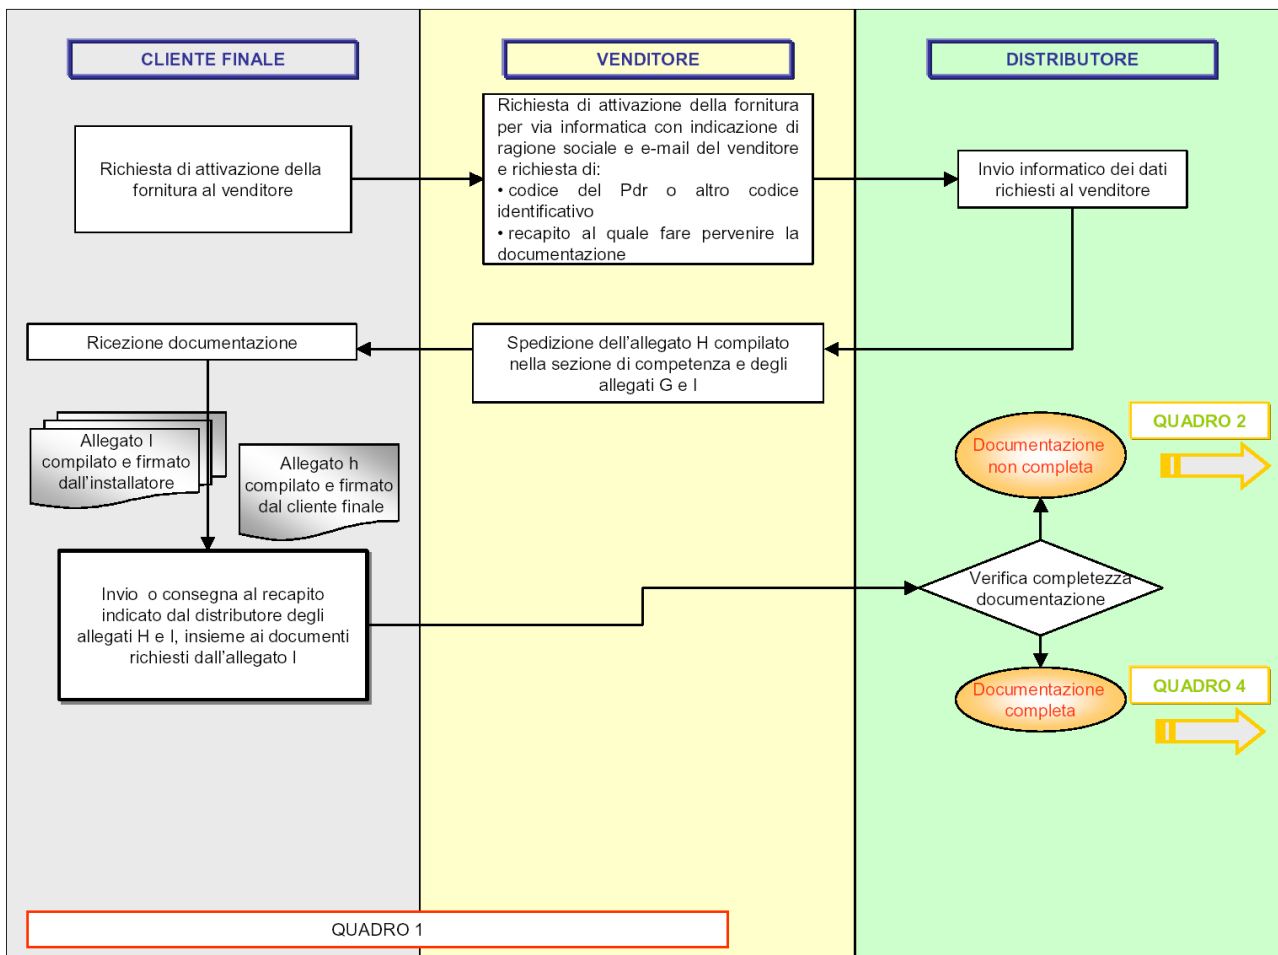 CLIENTE FINALE
VENDITORE
DISTRIBUTORE
Richiesta di attivazione della
fornitura al venditore
Richiesta di attivazione della fornitura
per via informatica con indicazione di
ragione sociale e e-mail del venditore
e richiesta di:
• codice del Pdr o altro codice
identificativo
• recapito al quale fare pervenire la
documentazione
Invio informatico dei dati
richiesti al venditore
Ricezione documentazione
Spedizione dell'allegato H compilato
nella sezione di competenza e degli
allegati G e I
Allegato I
compilato e firmato
dall'installatore
Allegato h
compilato e firmato
dal cliente finale
Documentazione
non completa
QUADRO 2
Invio o consegna al recapito
indicato dal distributore degli
allegati H e I, insieme ai documenti
richiesti dall'allegato I
Verifica completezza
documentazione
Documentazione
completa
QUADRO 4
QUADRO 1